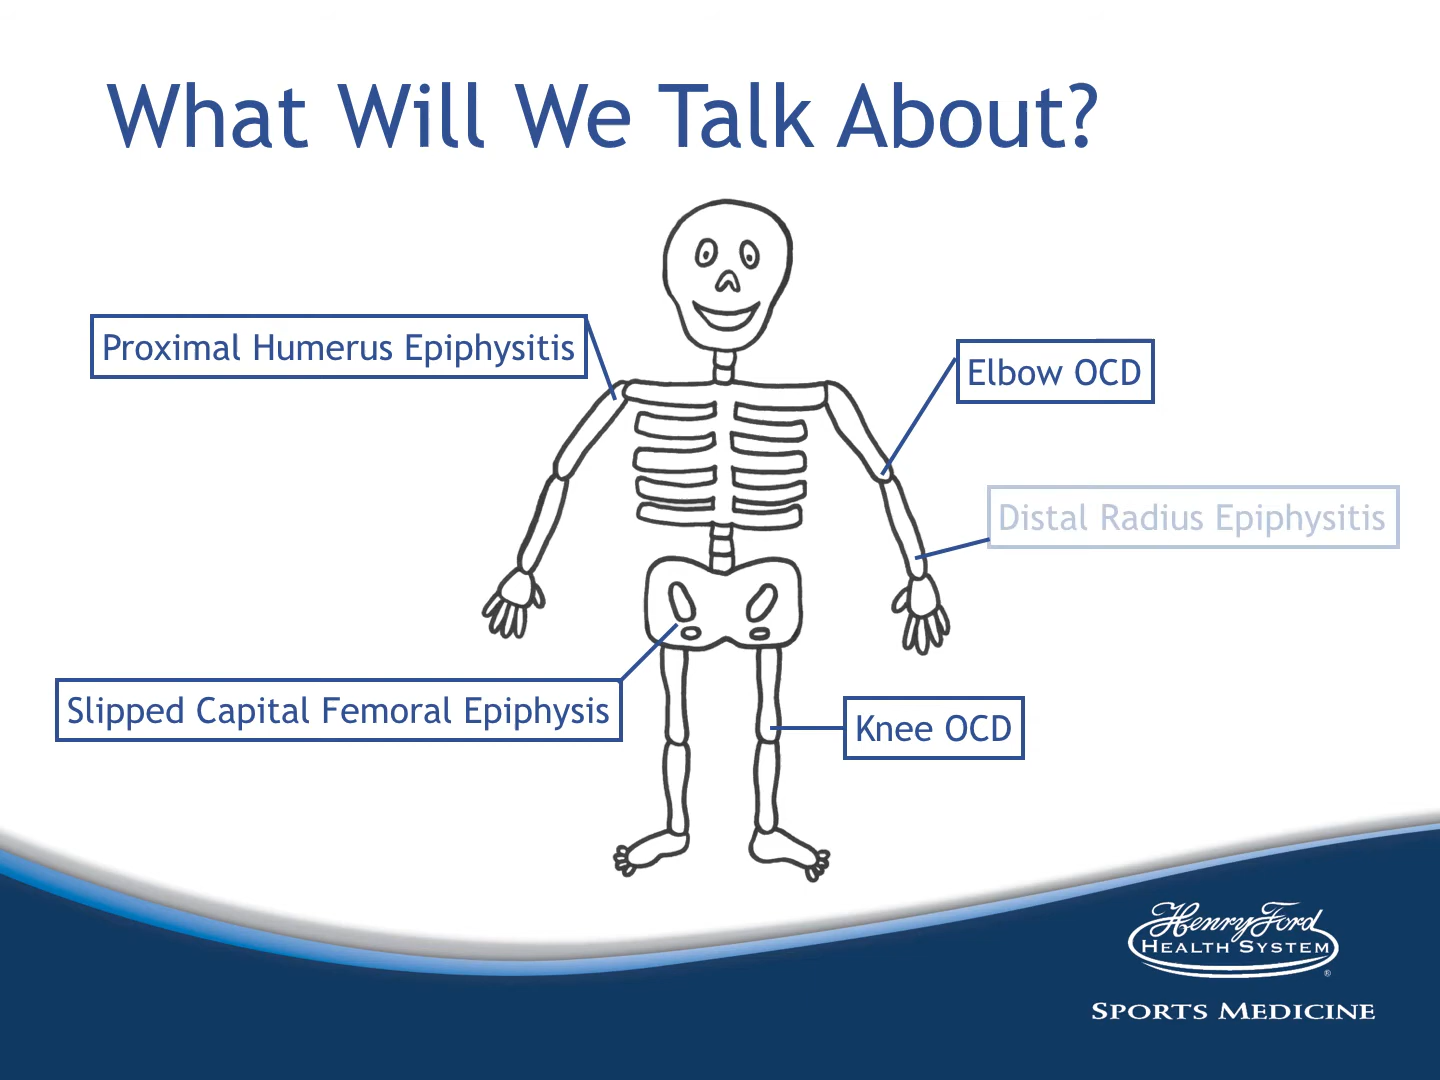 What Will We Talk About?
Proximal Humerus Epiphysitis
Elbow OCD
Distal Radius Epiphysitis
Slipped Capital Femoral Epiphysis
Knee OCD
Henry Ford
HEALTH SYSTEM
®
SPORTS MEDICINE